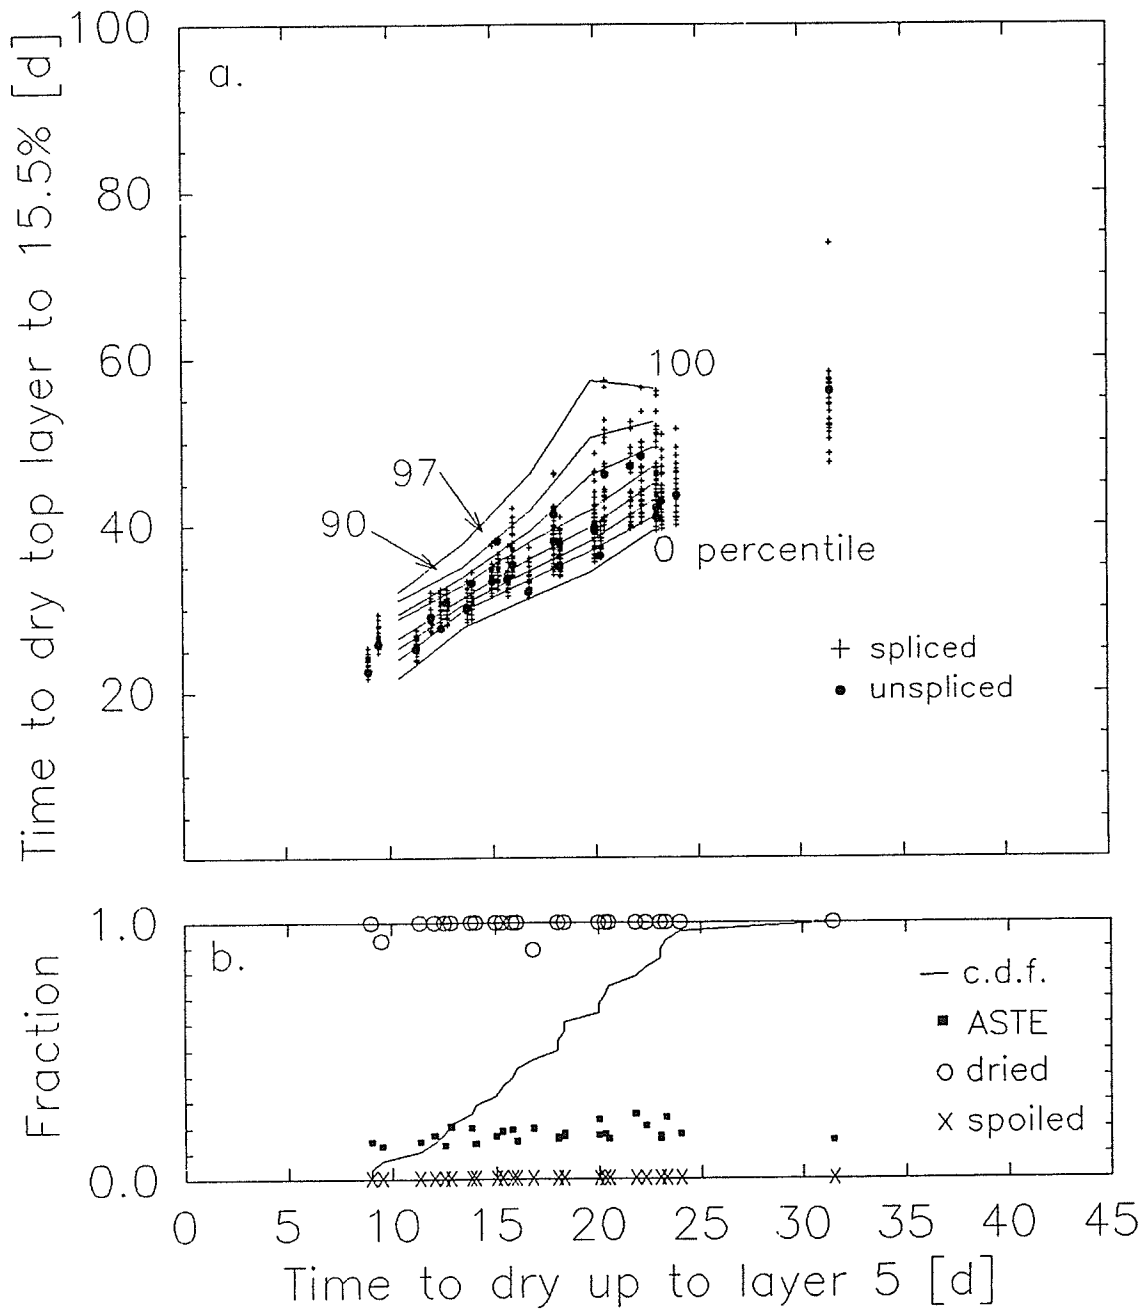 Time to dry top layer to 15.5% [d]
100
80
60
40
20
a.
100
97
90
0 percentile
+ spliced
● unspliced
Fraction
1.0
0.0
b.
— c.d.f.
■ ASTE
o dried
x spoiled
0 5 10 15 20 25 30 35 40 45
Time to dry up to layer 5 [d]